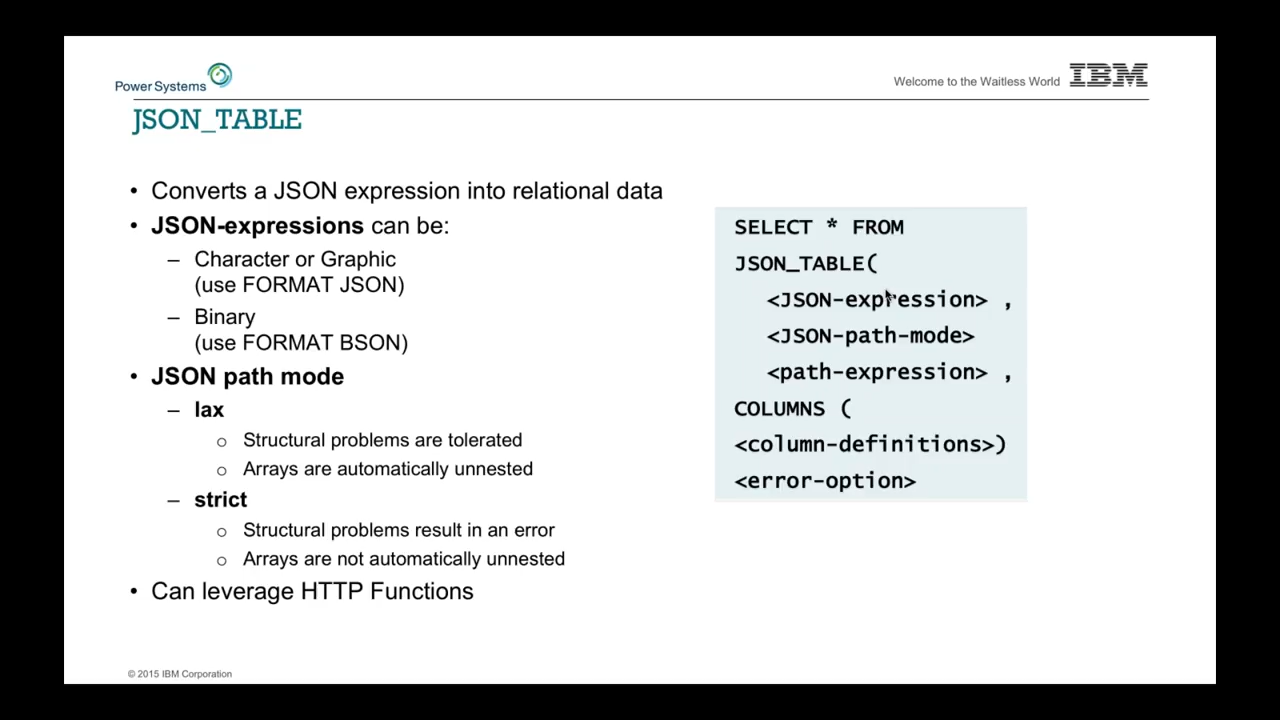 Power Systems
Welcome to the Waitless World IBM
JSON_TABLE
• Converts a JSON expression into relational data
• JSON-expressions can be:
– Character or Graphic
(use FORMAT JSON)
– Binary
(use FORMAT BSON)
• JSON path mode
– lax
o Structural problems are tolerated
o Arrays are automatically unnested
– strict
o Structural problems result in an error
o Arrays are not automatically unnested
• Can leverage HTTP Functions
SELECT * FROM
JSON_TABLE(
<JSON-expression> ,
<JSON-path-mode>
<path-expression> ,
COLUMNS (
<column-definitions>)
<error-option>
© 2015 IBM Corporation